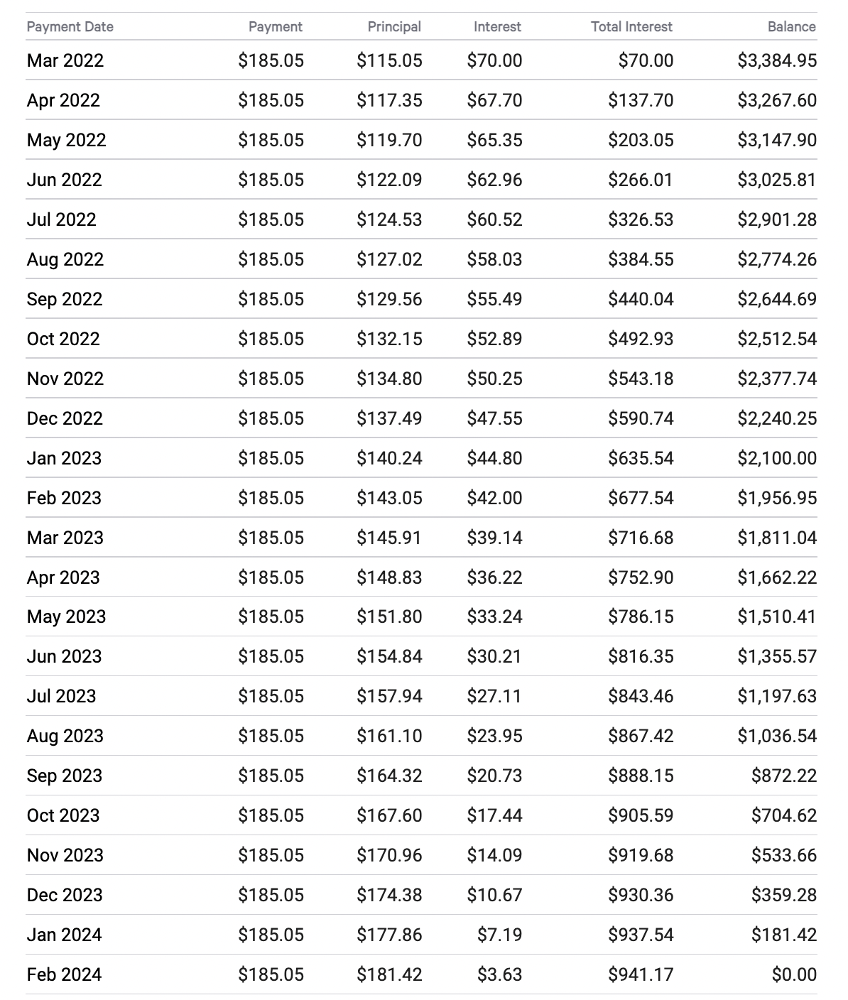 Payment Date Payment Principal Interest Total Interest Balance
Mar 2022 $185.05 $115.05 $70.00 $70.00 $3,384.95
Apr 2022 $185.05 $117.35 $67.70 $137.70 $3,267.60
May 2022 $185.05 $119.70 $65.35 $203.05 $3,147.90
Jun 2022 $185.05 $122.09 $62.96 $266.01 $3,025.81
Jul 2022 $185.05 $124.53 $60.52 $326.53 $2,901.28
Aug 2022 $185.05 $127.02 $58.03 $384.55 $2,774.26
Sep 2022 $185.05 $129.56 $55.49 $440.04 $2,644.69
Oct 2022 $185.05 $132.15 $52.89 $492.93 $2,512.54
Nov 2022 $185.05 $134.80 $50.25 $543.18 $2,377.74
Dec 2022 $185.05 $137.49 $47.55 $590.74 $2,240.25
Jan 2023 $185.05 $140.24 $44.80 $635.54 $2,100.00
Feb 2023 $185.05 $143.05 $42.00 $677.54 $1,956.95
Mar 2023 $185.05 $145.91 $39.14 $716.68 $1,811.04
Apr 2023 $185.05 $148.83 $36.22 $752.90 $1,662.22
May 2023 $185.05 $151.80 $33.24 $786.15 $1,510.41
Jun 2023 $185.05 $154.84 $30.21 $816.35 $1,355.57
Jul 2023 $185.05 $157.94 $27.11 $843.46 $1,197.63
Aug 2023 $185.05 $161.10 $23.95 $867.42 $1,036.54
Sep 2023 $185.05 $164.32 $20.73 $888.15 $872.22
Oct 2023 $185.05 $167.60 $17.44 $905.59 $704.62
Nov 2023 $185.05 $170.96 $14.09 $919.68 $533.66
Dec 2023 $185.05 $174.38 $10.67 $930.36 $359.28
Jan 2024 $185.05 $177.86 $7.19 $937.54 $181.42
Feb 2024 $185.05 $181.42 $3.63 $941.17 $0.00